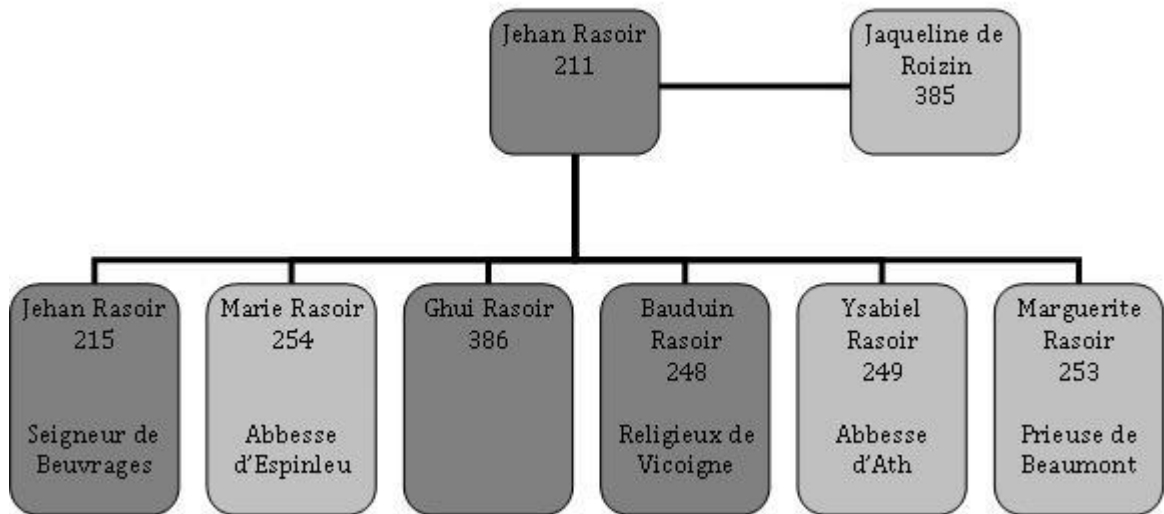 Jehan Rasoir
211
Jaqueline de
Roizin
385
Jehan Rasoir
215
Seigneur de
Beuvrages
Marie Rasoir
254
Abbesse
d'Espinleu
Ghui Rasoir
386
Bauduin
Rasoir
248
Religieux de
Vicoigne
Ysabiel
Rasoir
249
Abbesse
d'Ath
Marguerite
Rasoir
253
Prieuse de
Beaumont